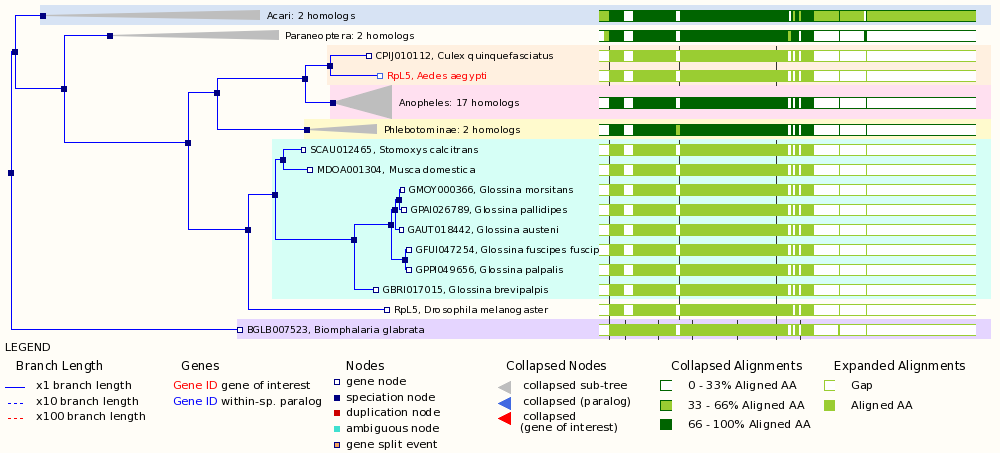 Acari: 2 homologs
Paraneoptera: 2 homologs
CPIJ010112, Culex quinquefasciatus
RpL5, Aedes aegypti
Anopheles: 17 homologs
Phlebotominae: 2 homologs
SCAU012465, Stomoxys calcitrans
MDOA001304, Musca domestica
GMOY000366, Glossina morsitans
GPAI026789, Glossina pallidipes
GAUT018442, Glossina austeni
GFUI047254, Glossina fuscipes fuscip
GPPI049656, Glossina palpalis
GBRI017015, Glossina brevipalpis
RpL5, Drosophila melanogaster
BGLB007523, Biomphalaria glabrata
LEGEND
Branch Length
x1 branch length
x10 branch length
x100 branch length
Genes
Gene ID gene of interest
Gene ID within-sp. paralog
Nodes
gene node
speciation node
duplication node
ambiguous node
gene split event
Collapsed Nodes
collapsed sub-tree
collapsed (paralog)
collapsed
(gene of interest)
Collapsed Alignments
0 - 33% Aligned AA
33 - 66% Aligned AA
66 - 100% Aligned AA
Expanded Alignments
Gap
Aligned AA